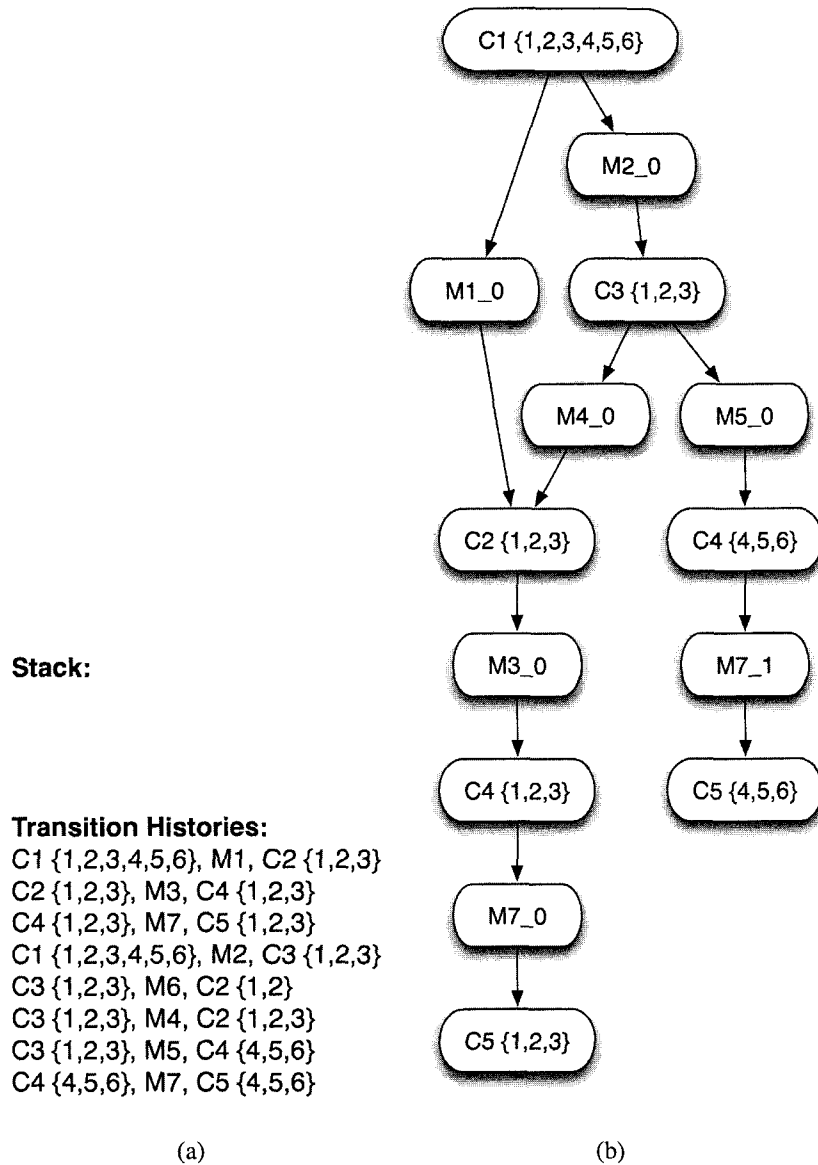 C1 {1,2,3,4,5,6}
M2_0
M1_0
C3 {1,2,3}
M4_0
M5_0
C2 {1,2,3}
C4 {4,5,6}
Stack:
M3_0
M7_1
C4 {1,2,3}
C5 {4,5,6}
Transition Histories:
C1 {1,2,3,4,5,6}, M1, C2 {1,2,3}
C2 {1,2,3}, M3, C4 {1,2,3}
C4 {1,2,3}, M7, C5 {1,2,3}
C1 {1,2,3,4,5,6}, M2, C3 {1,2,3}
C3 {1,2,3}, M6, C2 {1,2}
C3 {1,2,3}, M4, C2 {1,2,3}
C3 {1,2,3}, M5, C4 {4,5,6}
C4 {4,5,6}, M7, C5 {4,5,6}
M7_0
C5 {1,2,3}
(a)
(b)